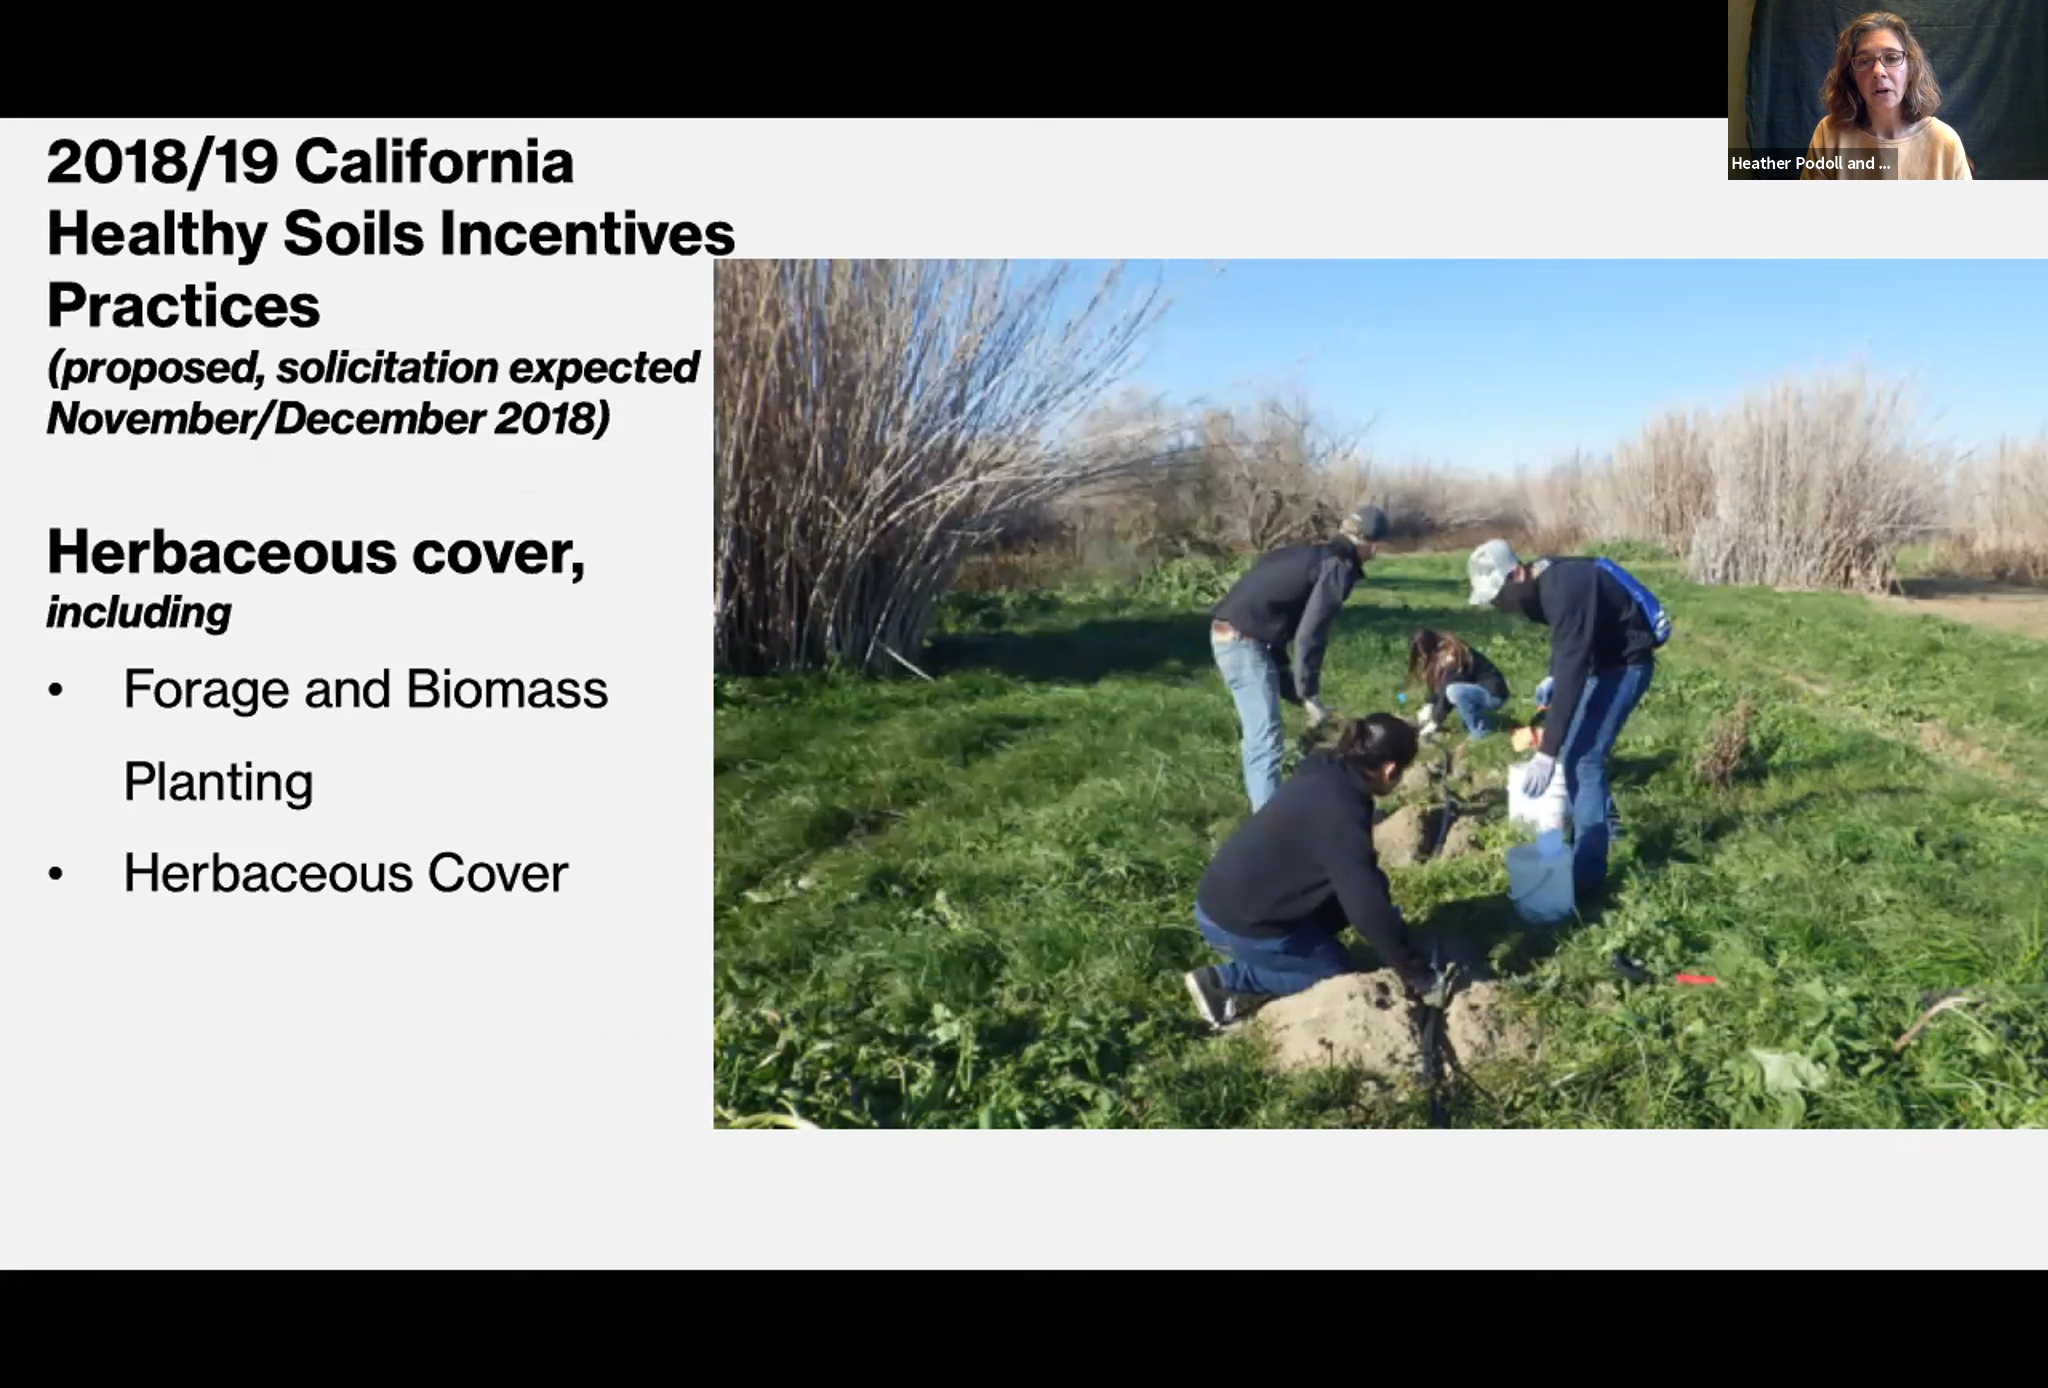 2018/19 California
Healthy Soils Incentives
Practices
(proposed, solicitation expected
November/December 2018)
Herbaceous cover,
including
• Forage and Biomass
Planting
• Herbaceous Cover
Heather Podoll and ...